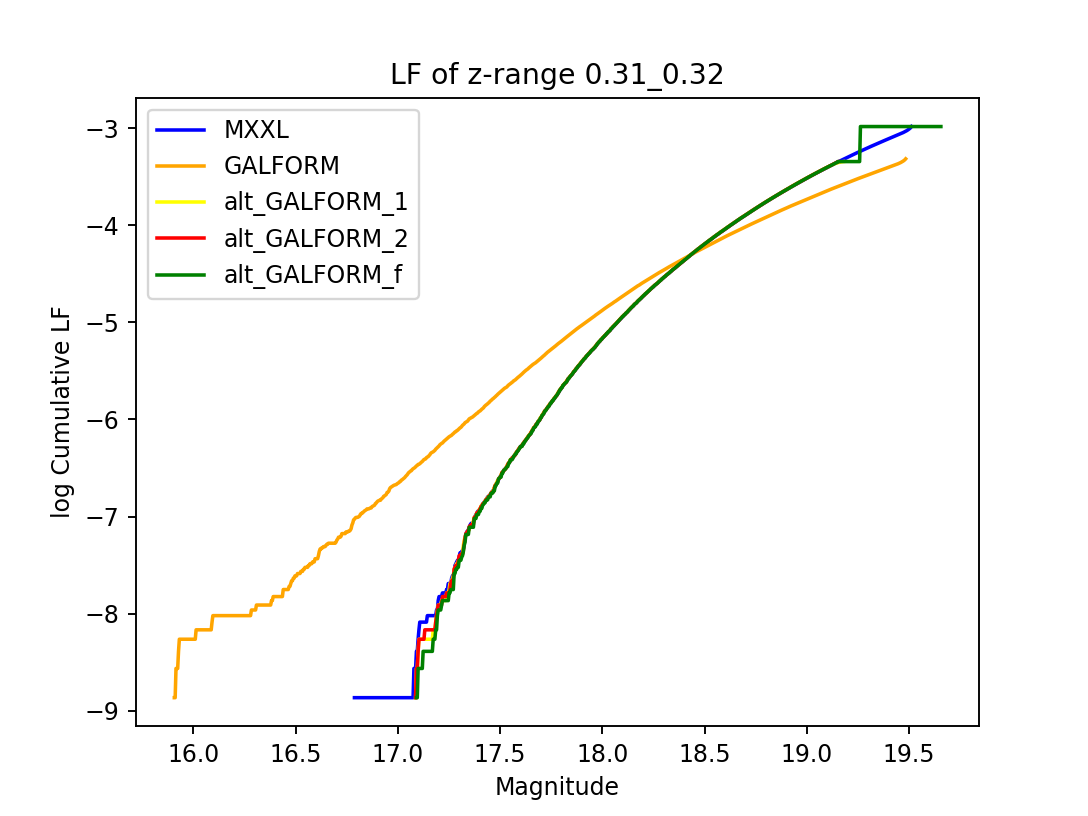 LF of z-range 0.31_0.32
MXXL
GALFORM
alt_GALFORM_1
alt_GALFORM_2
alt_GALFORM_f
log Cumulative LF
−3
−4
−5
−6
−7
−8
−9
16.0 16.5 17.0 17.5 18.0 18.5 19.0 19.5
Magnitude